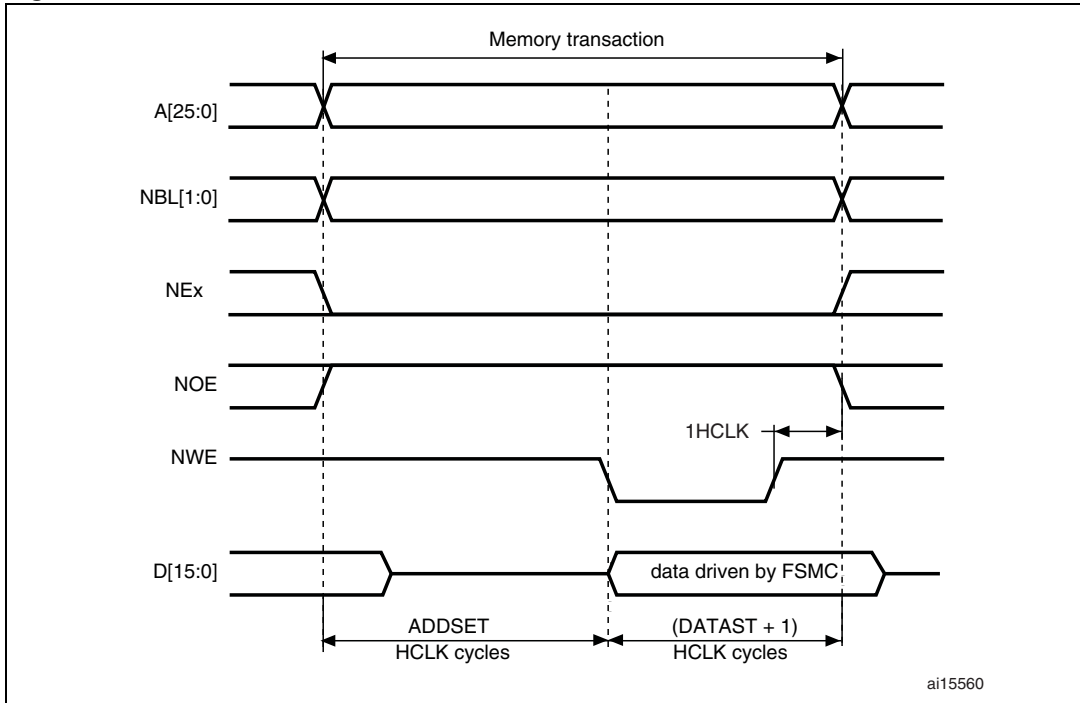 Memory transaction
A[25:0]
NBL[1:0]
NEx
NOE
1HCLK
NWE
D[15:0]
data driven by FSMC
ADDSET
HCLK cycles
(DATAST + 1)
HCLK cycles
ai15560